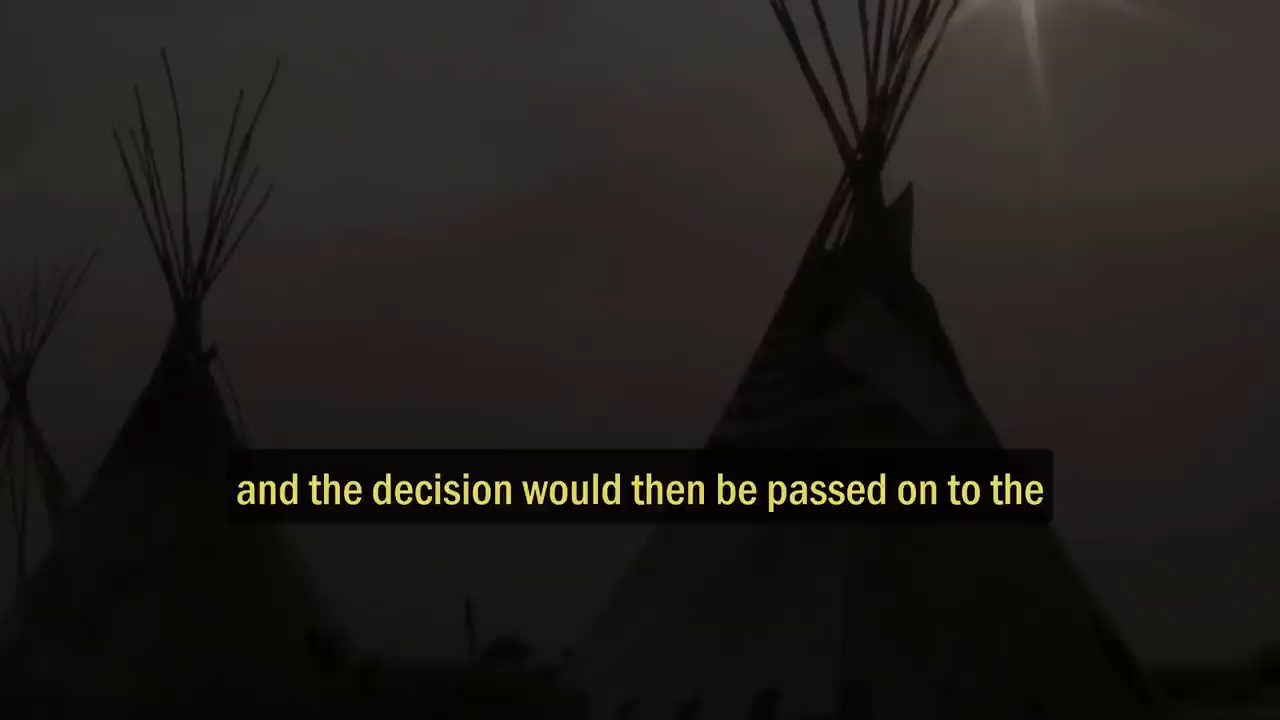 and the decision would then be passed on to the